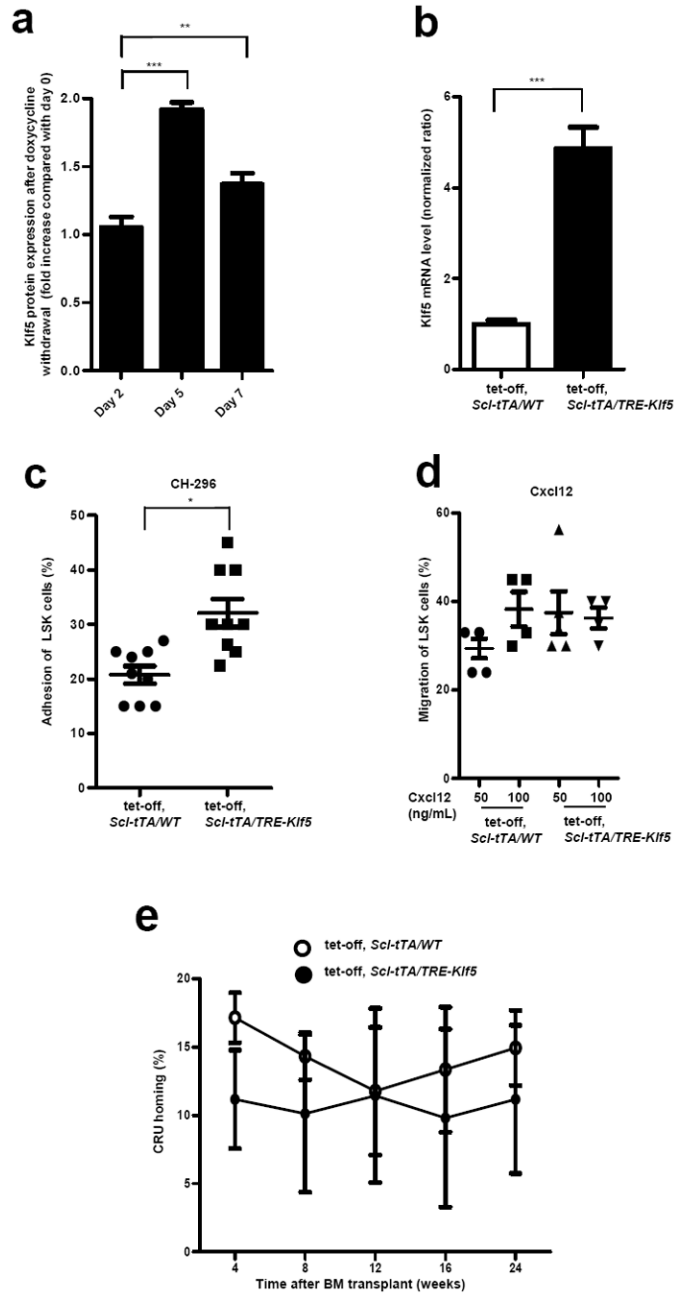 a
**
***
Klf5 protein expression after doxycycline
withdrawal (fold increase compared with day 0)
2.0
1.5
1.0
0.5
0.0
Day 2
Day 5
Day 7
b
***
Klf5 mRNA level (normalized ratio)
6
4
2
0
tet-off,
Scl-tTA/WT
tet-off,
Scl-tTA/TRE-Klf5
c
CH-296
*
Adhesion of LSK cells (%)
50
40
30
20
10
0
tet-off,
Scl-tTA/WT
tet-off,
Scl-tTA/TRE-Klf5
d
Cxcl12
Migration of LSK cells (%)
60
40
20
0
Cxcl12
(ng/mL)
50
100
50
100
tet-off,
Scl-tTA/WT
tet-off,
Scl-tTA/TRE-Klf5
e
tet-off, Scl-tTA/WT
tet-off, Scl-tTA/TRE-Klf5
CRU homing (%)
20
15
10
5
0
4
8
12
16
24
Time after BM transplant (weeks)